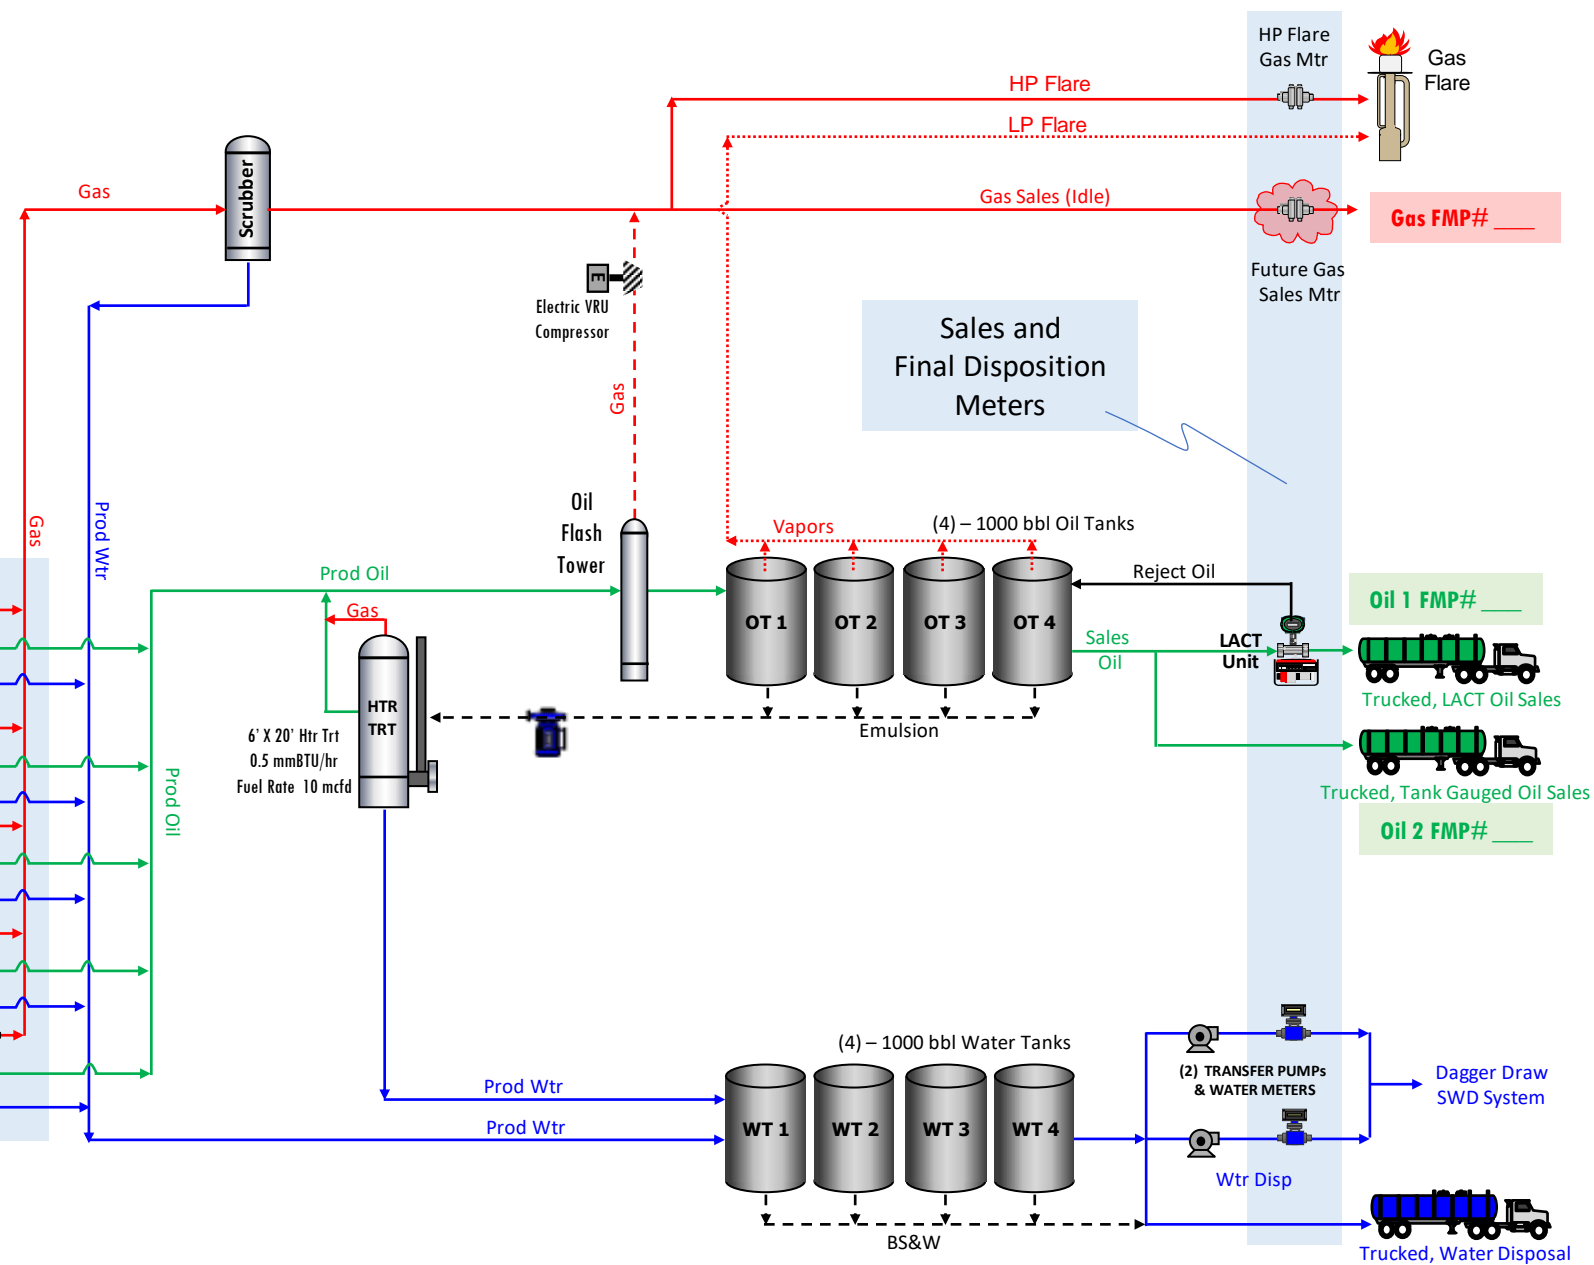 HP Flare
Gas Mtr
Gas
Flare
HP Flare
LP Flare
Scrubber
Gas
Gas Sales (Idle)
Gas FMP# ___
Future Gas
Sales Mtr
E
Electric VRU
Compressor
Sales and
Final Disposition
Meters
Gas
Oil
Flash
Tower
Gas
Prod Wtr
Vapors
(4) – 1000 bbl Oil Tanks
Prod Oil
Reject Oil
Oil 1 FMP# ___
Gas
OT 1
OT 2
OT 3
OT 4
Sales
Oil
LACT
Unit
Trucked, LACT Oil Sales
HTR
TRT
6' X 20' Htr Trt
0.5 mmBTU/hr
Fuel Rate 10 mcfd
Emulsion
Prod Oil
Trucked, Tank Gauged Oil Sales
Oil 2 FMP# ___
(4) – 1000 bbl Water Tanks
(2) TRANSFER PUMPs
& WATER METERS
Dagger Draw
SWD System
Prod Wtr
Prod Wtr
WT 1
WT 2
WT 3
WT 4
Wtr Disp
BS&W
Trucked, Water Disposal